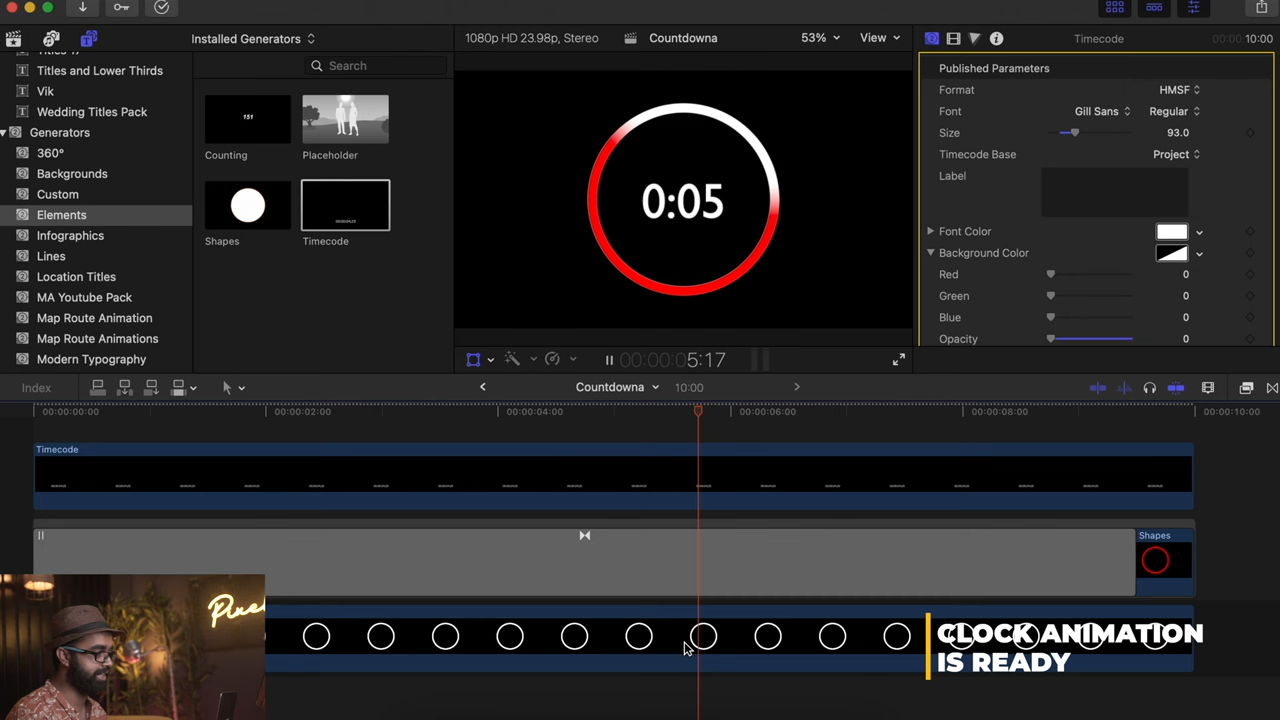 Installed Generators
1080p HD 23.98p, Stereo
Countdowna
53%
View
Timecode
00:00:10:00
Titles and Lower Thirds
Vik
Wedding Titles Pack
Generators
360°
Backgrounds
Custom
Elements
Infographics
Lines
Location Titles
MA Youtube Pack
Map Route Animation
Map Route Animations
Modern Typography
Search
151
Counting
Placeholder
Shapes
Timecode
0:05
Published Parameters
Format HMSF
Font Gill Sans Regular
Size 93.0
Timecode Base Project
Label
Font Color
Background Color
Red 0
Green 0
Blue 0
Opacity
00:00:05:17
Index
Countdowna 10:00
00:00:00:00 00:00:02:00 00:00:04:00 00:00:06:00 00:00:08:00 00:00:10:00
Timecode
Shapes
Pixel
CLOCK ANIMATION
IS READY